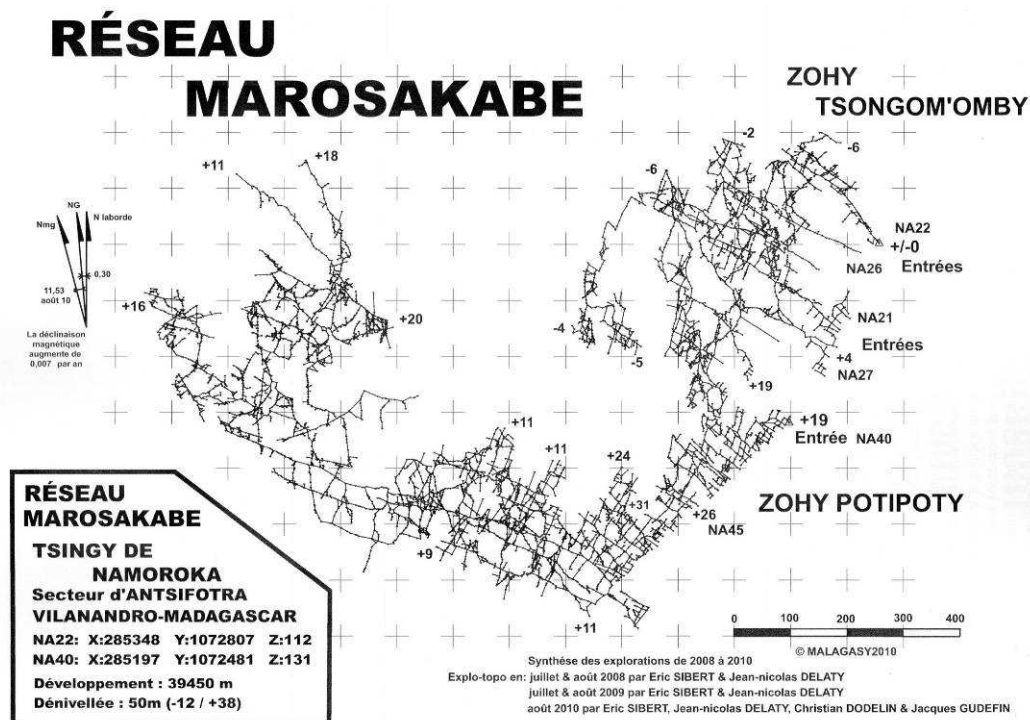 RÉSEAU
MAROSAKABE
ZOHY
TSONGOM'OMBY
-2
-6
+18
+11
-6
NG
Nmg
N laborde
NA22
+/-0
NA26 Entrées
0,30
11,53
août 10
+16
+20
NA21
-4
Entrées
La déclinaison
magnétique
augmente de
0,007 par an
-5
+4
NA27
+19
+11
+19
Entrée NA40
+11
+24
RÉSEAU
MAROSAKABE
+31
+26
NA45
ZOHY POTIPOTY
TSINGY DE
NAMOROKA
+9
Secteur d'ANTSIFOTRA
VILANANDRO-MADAGASCAR
+11
NA22: X:285348 Y:1072807 Z:112
NA40: X:285197 Y:1072481 Z:131
0 100 200 300 400
© MALAGASY2010
Développement : 39450 m
Dénivellée : 50m (-12 / +38)
Synthèse des explorations de 2008 à 2010
Explo-topo en: juillet & août 2008 par Eric SIBERT & Jean-nicolas DELATY
juillet & août 2009 par Eric SIBERT & Jean-nicolas DELATY
août 2010 par Eric SIBERT, Jean-nicolas DELATY, Christian DODELIN & Jacques GUDEFIN